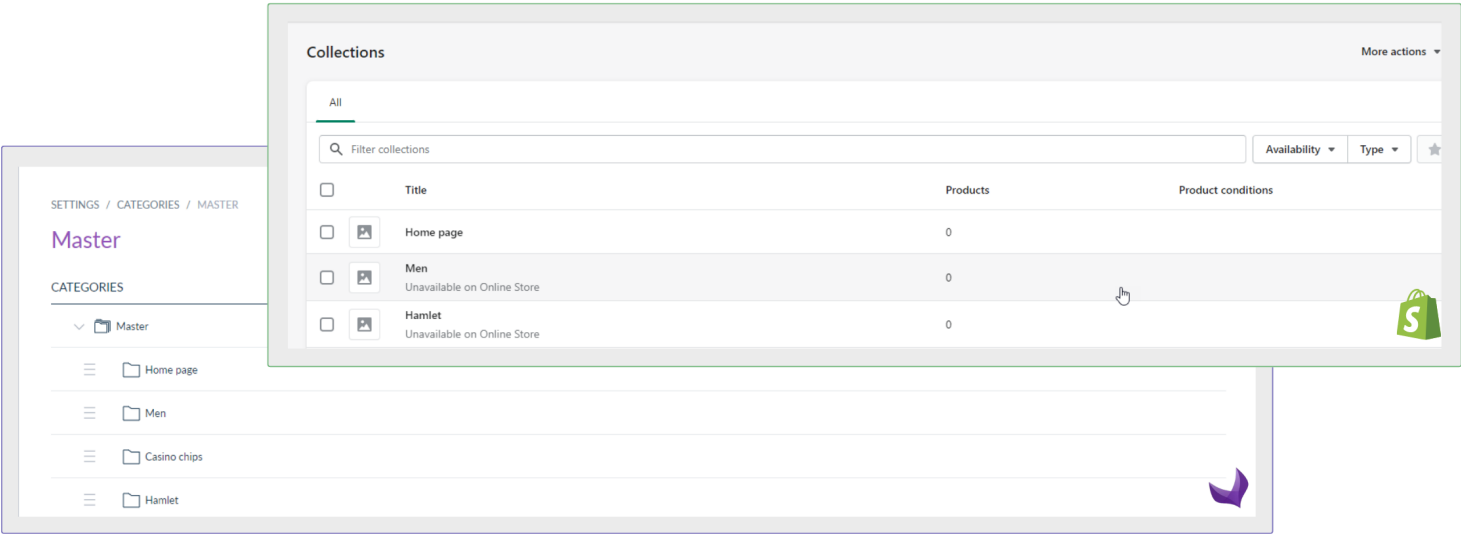 Collections
More actions
All
Filter collections
Availability
Type
Title Products Product conditions
Home page 0
Men
Unavailable on Online Store
0
Hamlet
Unavailable on Online Store
0
SETTINGS / CATEGORIES / MASTER
Master
CATEGORIES
Master
Home page
Men
Casino chips
Hamlet